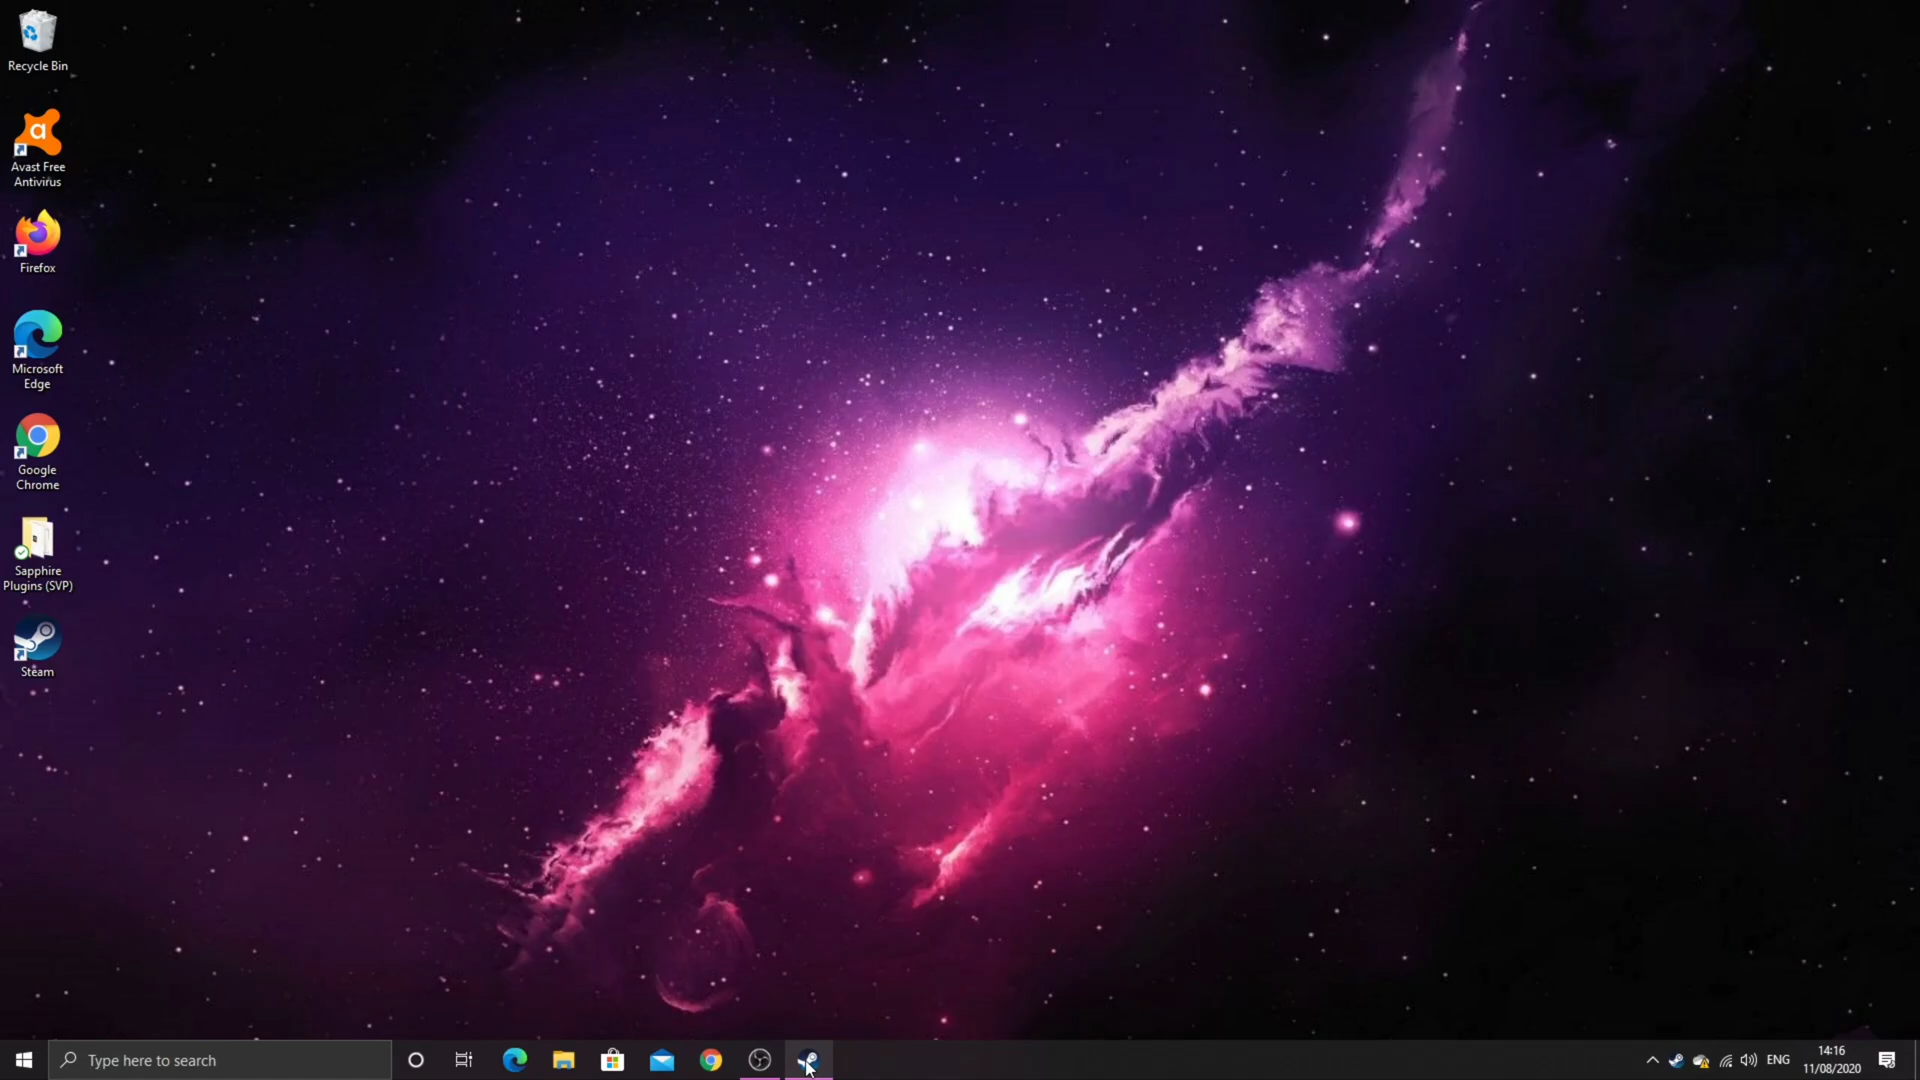 Recycle Bin
Avast Free
Antivirus
Firefox
Microsoft
Edge
Google
Chrome
Sapphire
Plugins (SVP)
Steam
Type here to search
ENG
14:16
11/08/2020